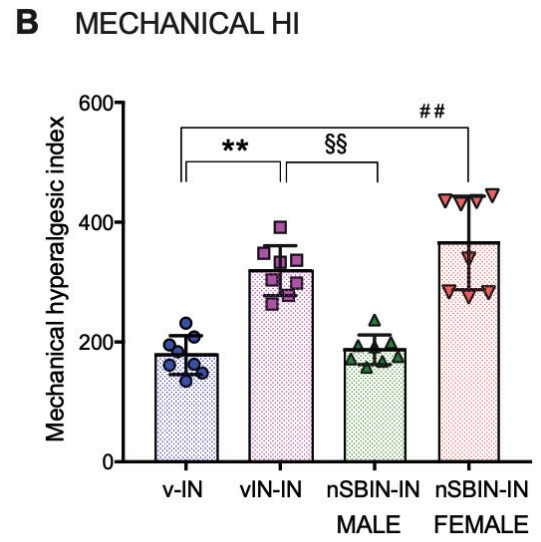 B MECHANICAL HI
600
##
**
§§
400
Mechanical hyperalgesic index
200
0
v-IN vIN-IN nSBIN-IN nSBIN-IN
MALE FEMALE